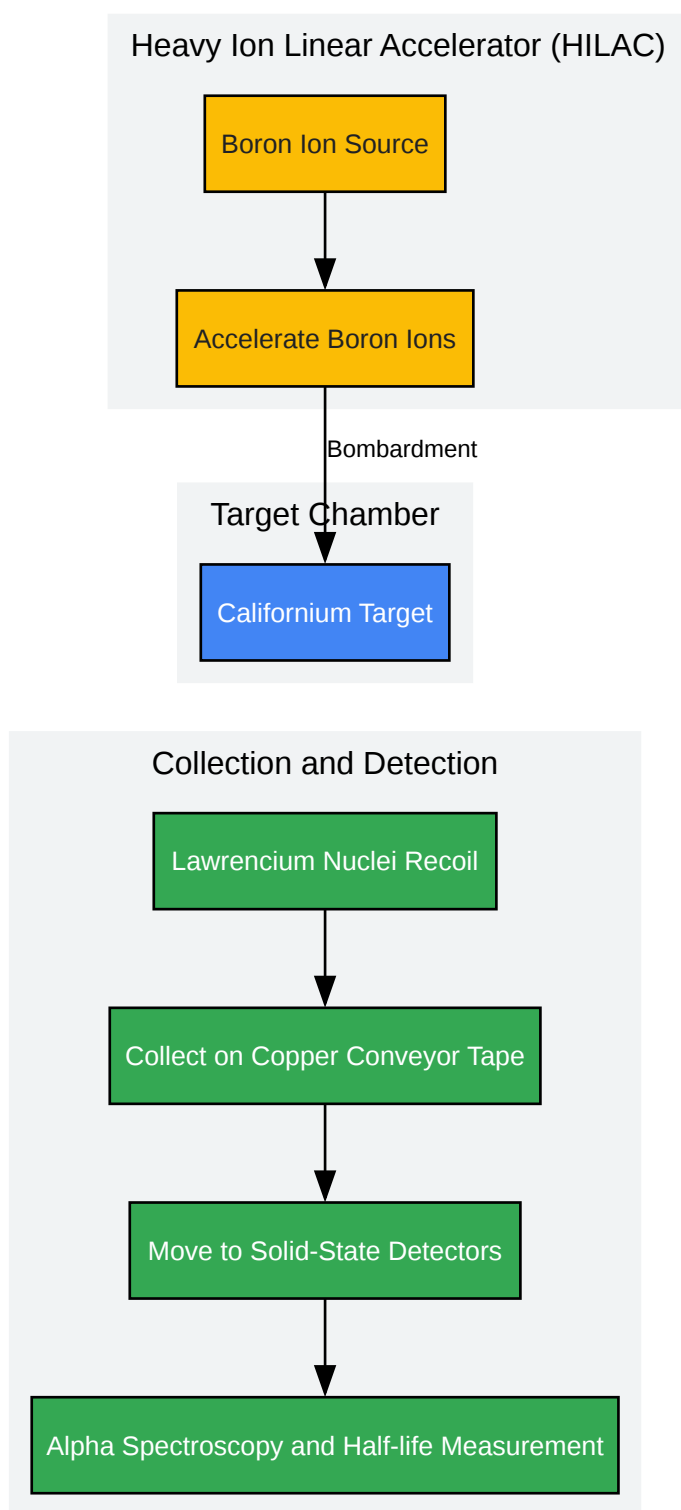 Heavy Ion Linear Accelerator (HILAC)
Boron Ion Source
Accelerate Boron Ions
Bombardment
Target Chamber
Californium Target
Collection and Detection
Lawrencium Nuclei Recoil
Collect on Copper Conveyor Tape
Move to Solid-State Detectors
Alpha Spectroscopy and Half-life Measurement